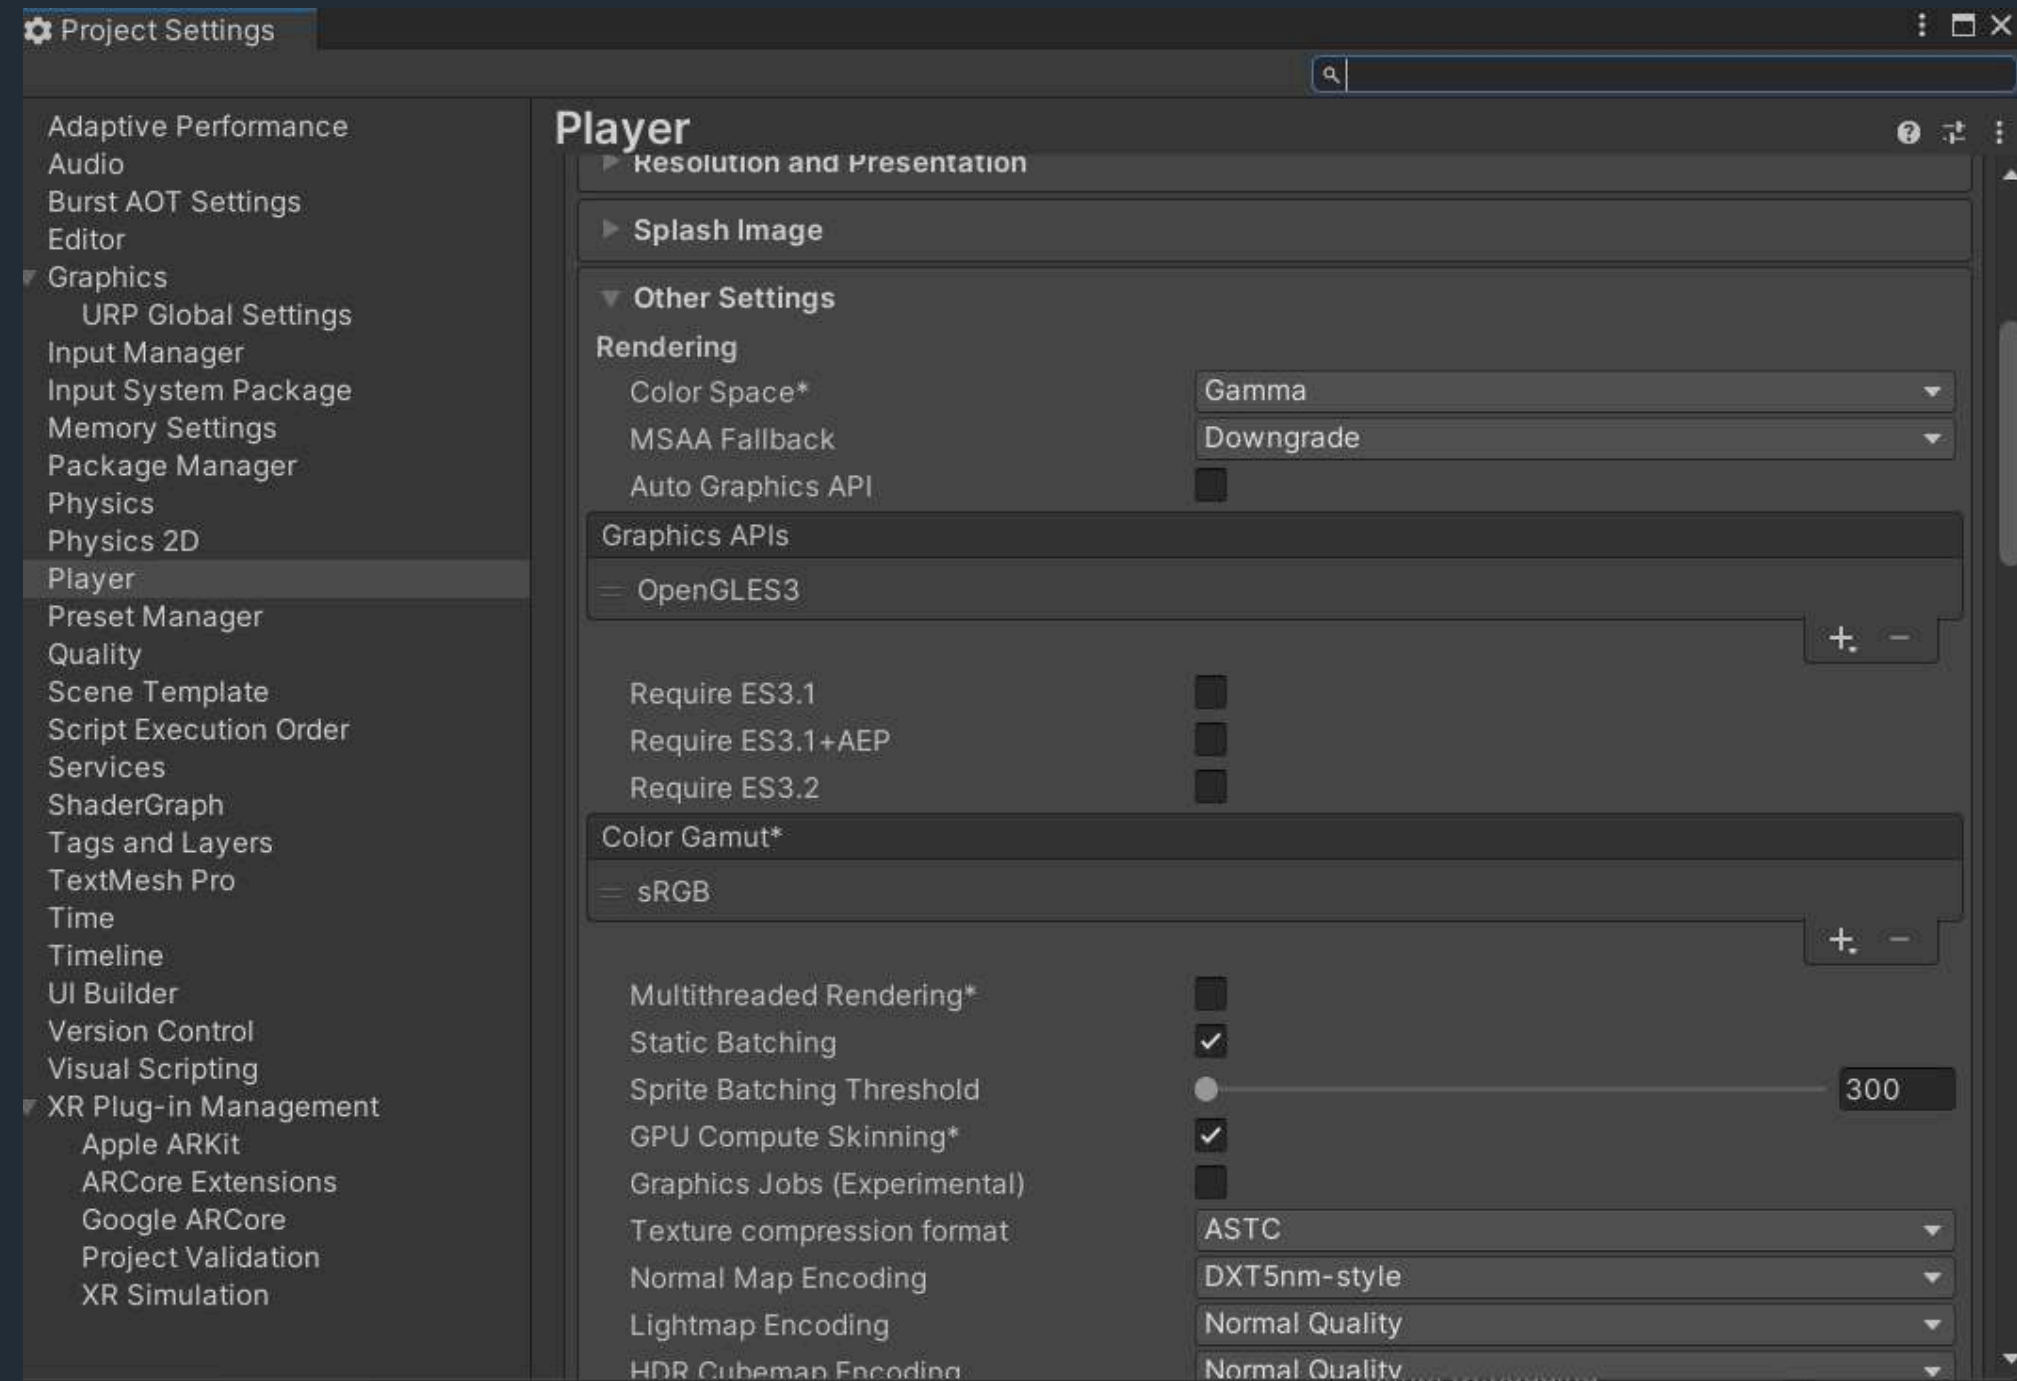 Project Settings
Adaptive Performance
Audio
Burst AOT Settings
Editor
Graphics
URP Global Settings
Input Manager
Input System Package
Memory Settings
Package Manager
Physics
Physics 2D
Player
Preset Manager
Quality
Scene Template
Script Execution Order
Services
ShaderGraph
Tags and Layers
TextMesh Pro
Time
Timeline
UI Builder
Version Control
Visual Scripting
XR Plug-in Management
Apple ARKit
ARCore Extensions
Google ARCore
Project Validation
XR Simulation
Player
Resolution and Presentation
Splash Image
Other Settings
Rendering
Color Space* Gamma
MSAA Fallback Downgrade
Auto Graphics API
Graphics APIs
OpenGLES3
Require ES3.1
Require ES3.1+AEP
Require ES3.2
Color Gamut*
sRGB
Multithreaded Rendering*
Static Batching
Sprite Batching Threshold 300
GPU Compute Skinning*
Graphics Jobs (Experimental)
Texture compression format ASTC
Normal Map Encoding DXT5nm-style
Lightmap Encoding Normal Quality
HDR Cubemap Encoding Normal Quality